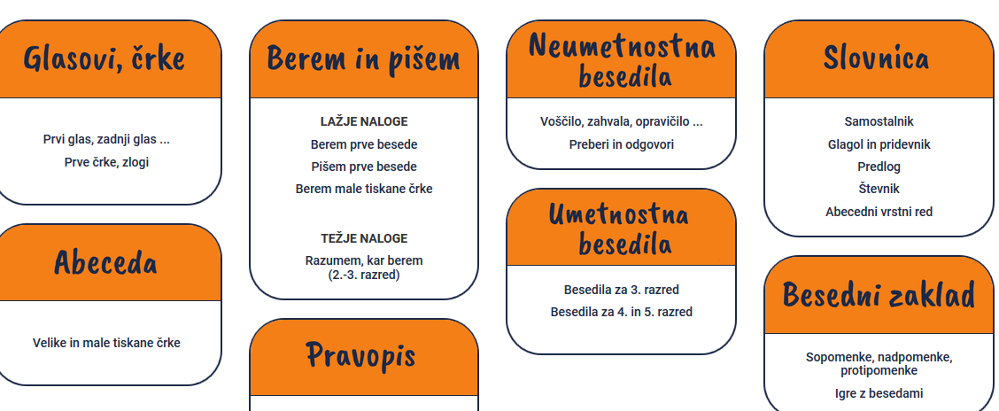 Glasovi, črke
Prvi glas, zadnji glas ...
Prve črke, zlogi
Abeceda
Velike in male tiskane črke
Berem in pišem
LAŽJE NALOGE
Berem prve besede
Pišem prve besede
Berem male tiskane črke
TEŽJE NALOGE
Razumem, kar berem
(2.-3. razred)
Pravopis
Neumetnostna
besedila
Voščilo, zahvala, opravičilo ...
Preberi in odgovori
Umetnostna
besedila
Besedila za 3. razred
Besedila za 4. in 5. razred
Slovnica
Samostalnik
Glagol in pridevnik
Predlog
Števnik
Abecedni vrstni red
Besedni zaklad
Sopomenke, nadpomenke,
protipomenke
Igre z besedami